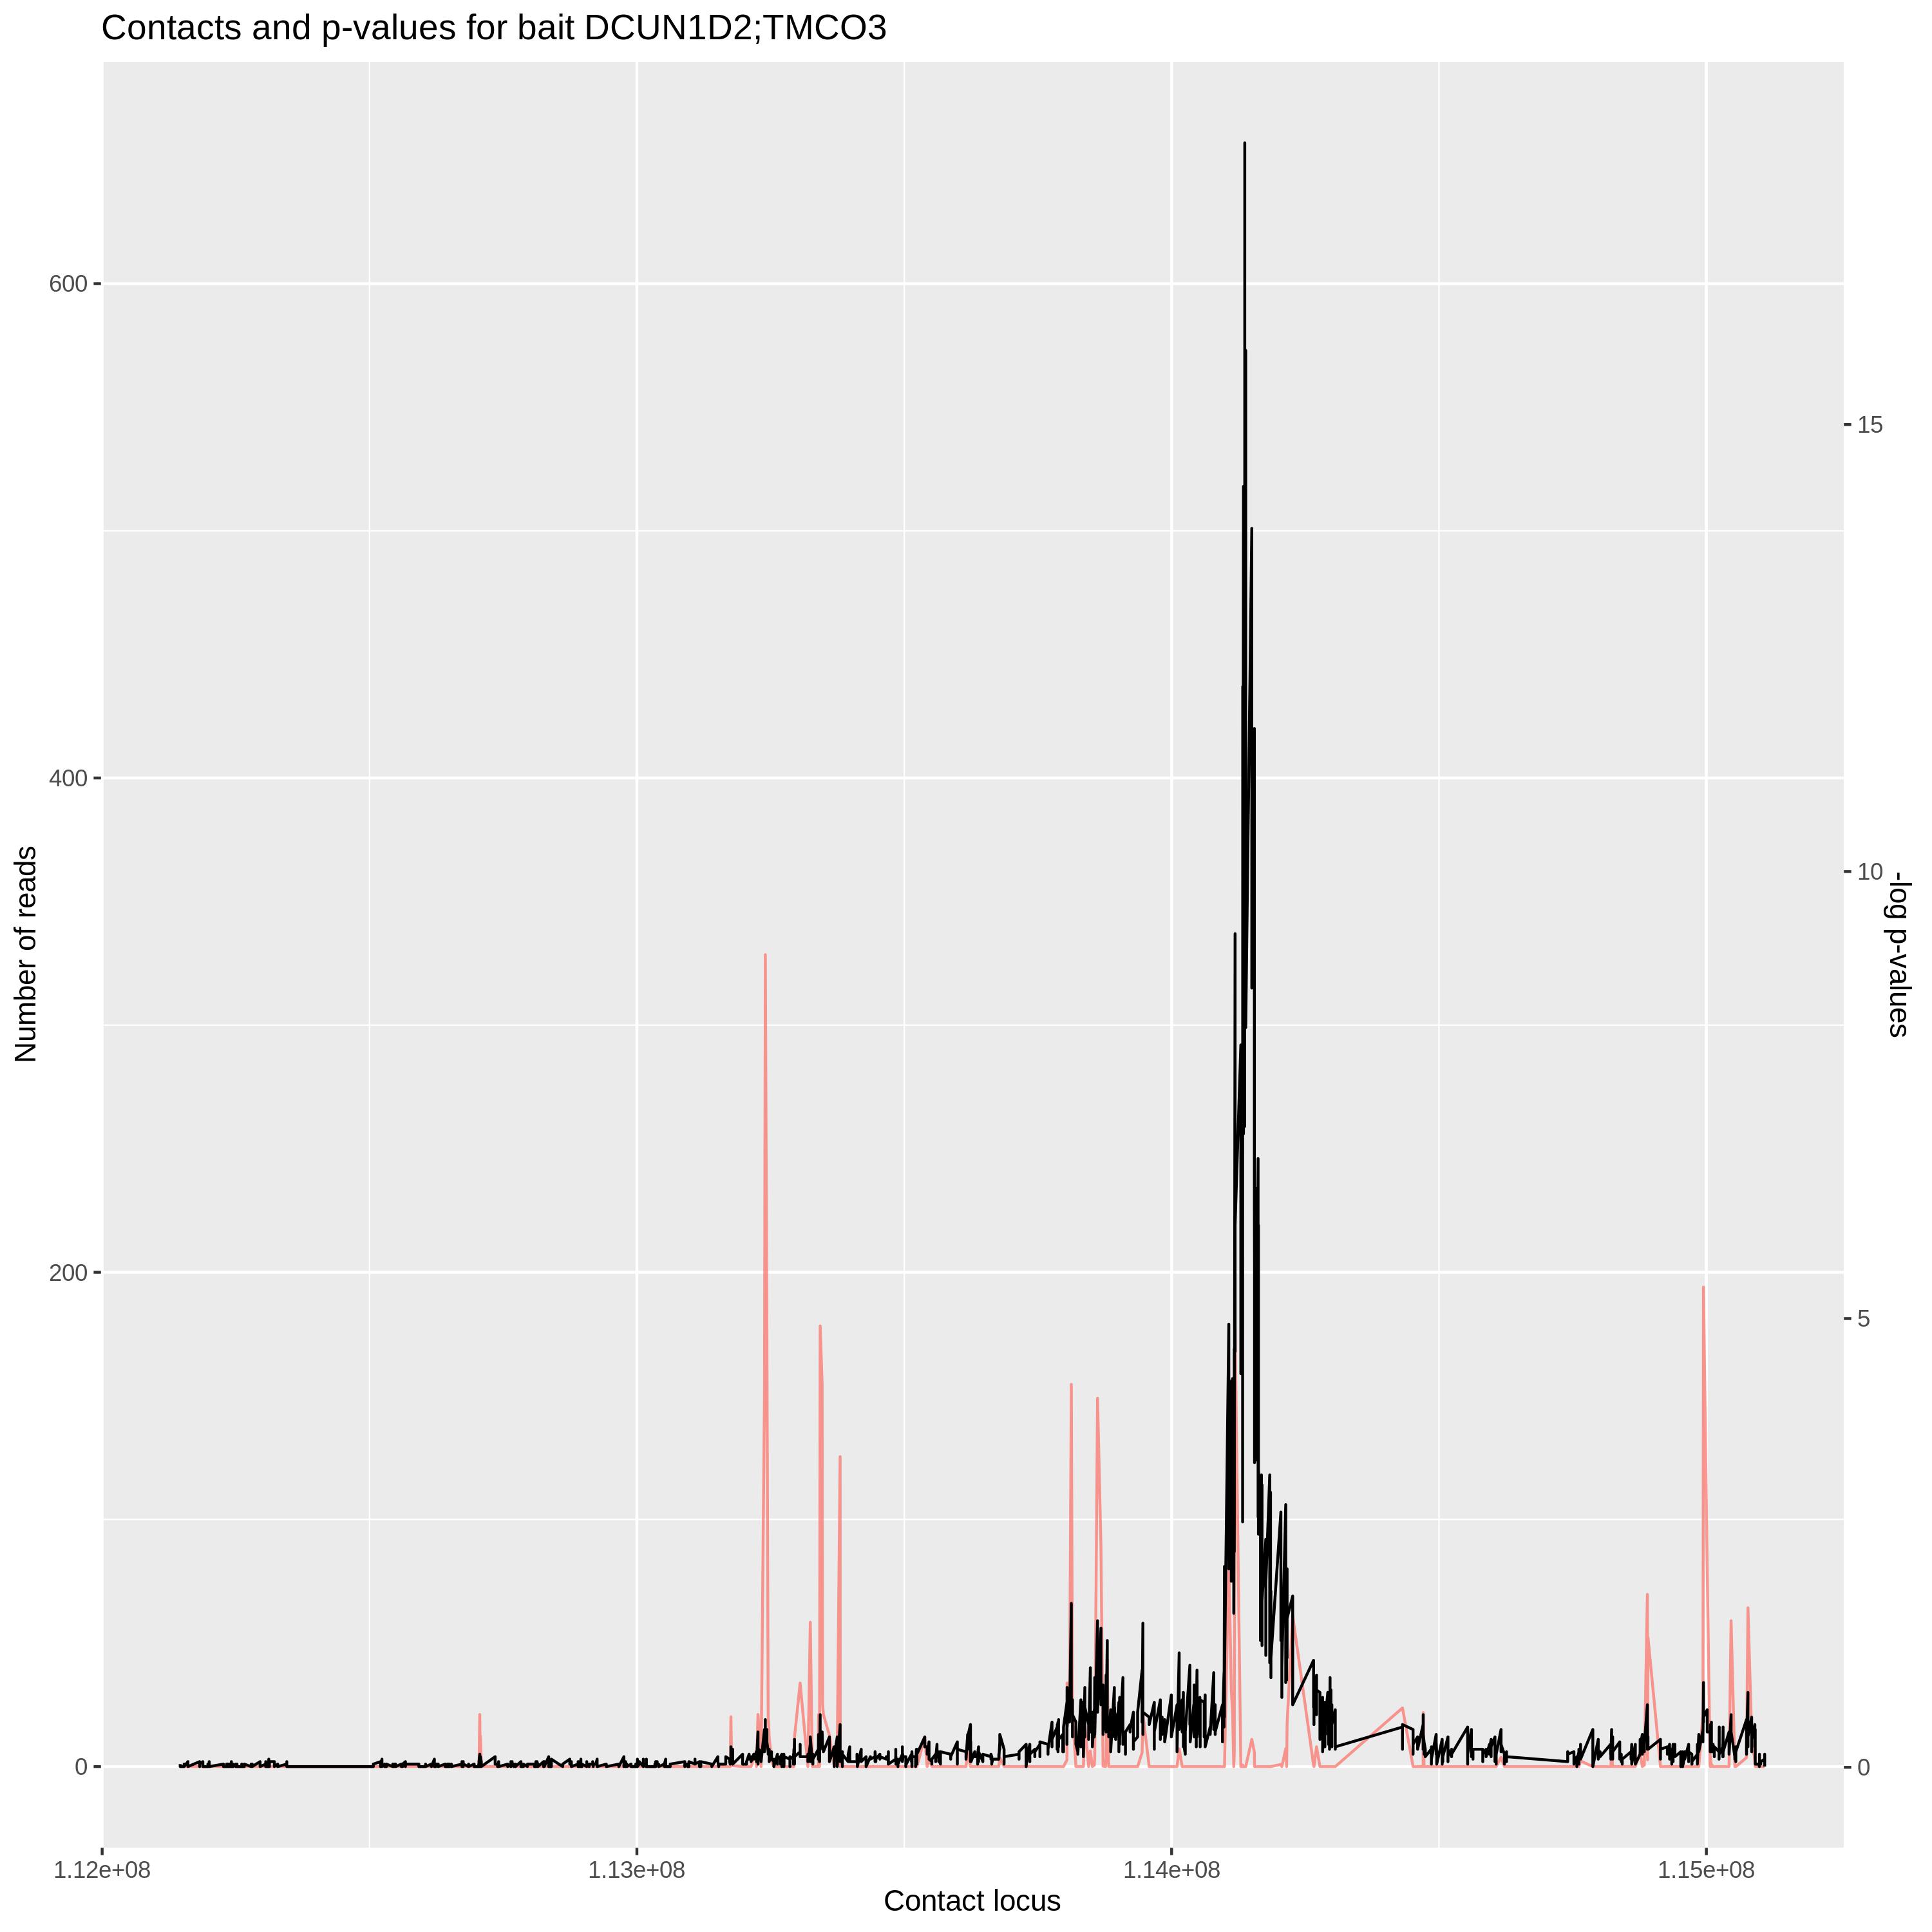 Contacts and p-values for bait DCUN1D2;TMCO3
Number of reads
600
400
200
0
15
10
5
0
-log p-values
1.12e+08
1.13e+08
1.14e+08
1.15e+08
Contact locus